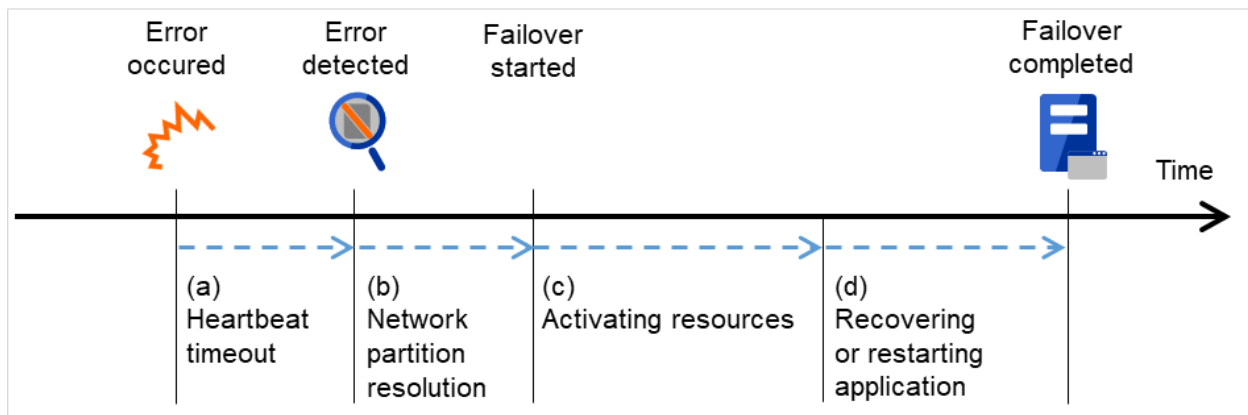 Error
occured
Error
detected
Failover
started
Failover
completed
Time
(a)
Heartbeat
timeout
(b)
Network
partition
resolution
(c)
Activating resources
(d)
Recovering
or restarting
application